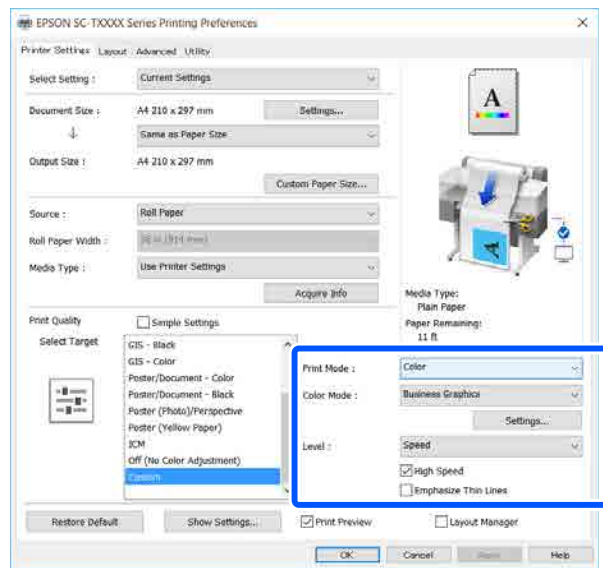 EPSON SC-TXXXX Series Printing Preferences
Printer Settings Layout Advanced Utility
Select Setting : Current Settings
Document Size : A4 210 x 297 mm Settings...
Same as Paper Size
Output Size : A4 210 x 297 mm
Custom Paper Size...
Source : Roll Paper
Roll Paper Width : 36 in (914 mm)
Media Type : Use Printer Settings
Acquire Info
A
A
Media Type:
Plain Paper
Paper Remaining:
11 ft
Print Quality Simple Settings
Select Target
GIS - Black
GIS - Color
Poster/Document - Color
Poster/Document - Black
Poster (Photo)/Perspective
Poster (Yellow Paper)
ICM
Off (No Color Adjustment)
Custom
Print Mode : Color
Color Mode : Business Graphics
Settings...
Level : Speed
High Speed
Emphasize Thin Lines
Restore Default Show Settings... Print Preview Layout Manager
OK Cancel Apply Help